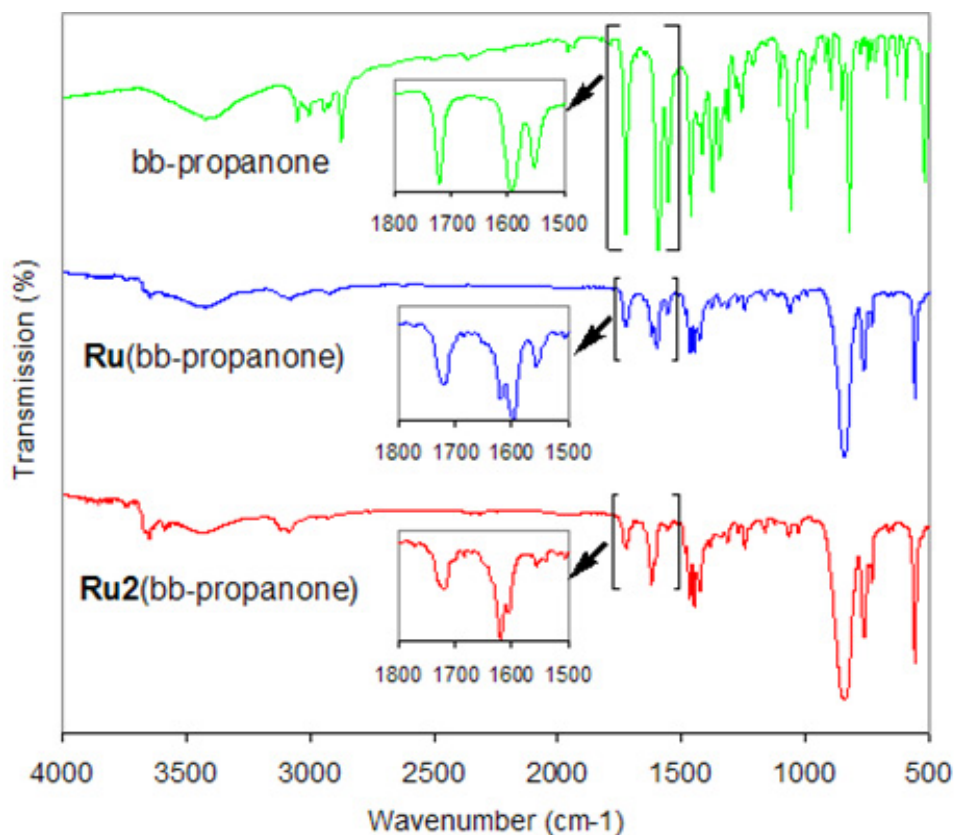 bb-propanone
1800 1700 1600 1500
Ru(bb-propanone)
1800 1700 1600 1500
Ru2(bb-propanone)
1800 1700 1600 1500
Transmission (%)
4000 3500 3000 2500 2000 1500 1000 500
Wavenumber (cm-1)